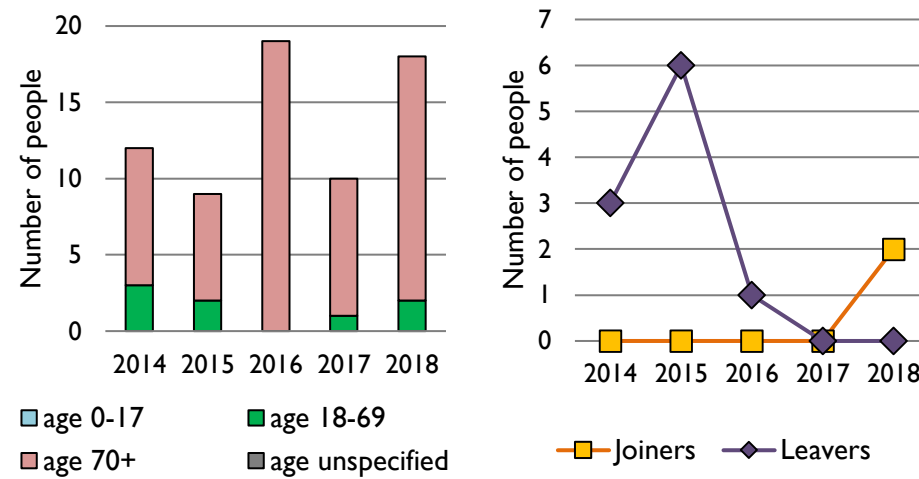 Number of people
20
15
10
5
0
2014 2015 2016 2017 2018
age 0-17 age 18-69
age 70+ age unspecified
Number of people
7
6
5
4
3
2
1
0
2014 2015 2016 2017 2018
Joiners Leavers